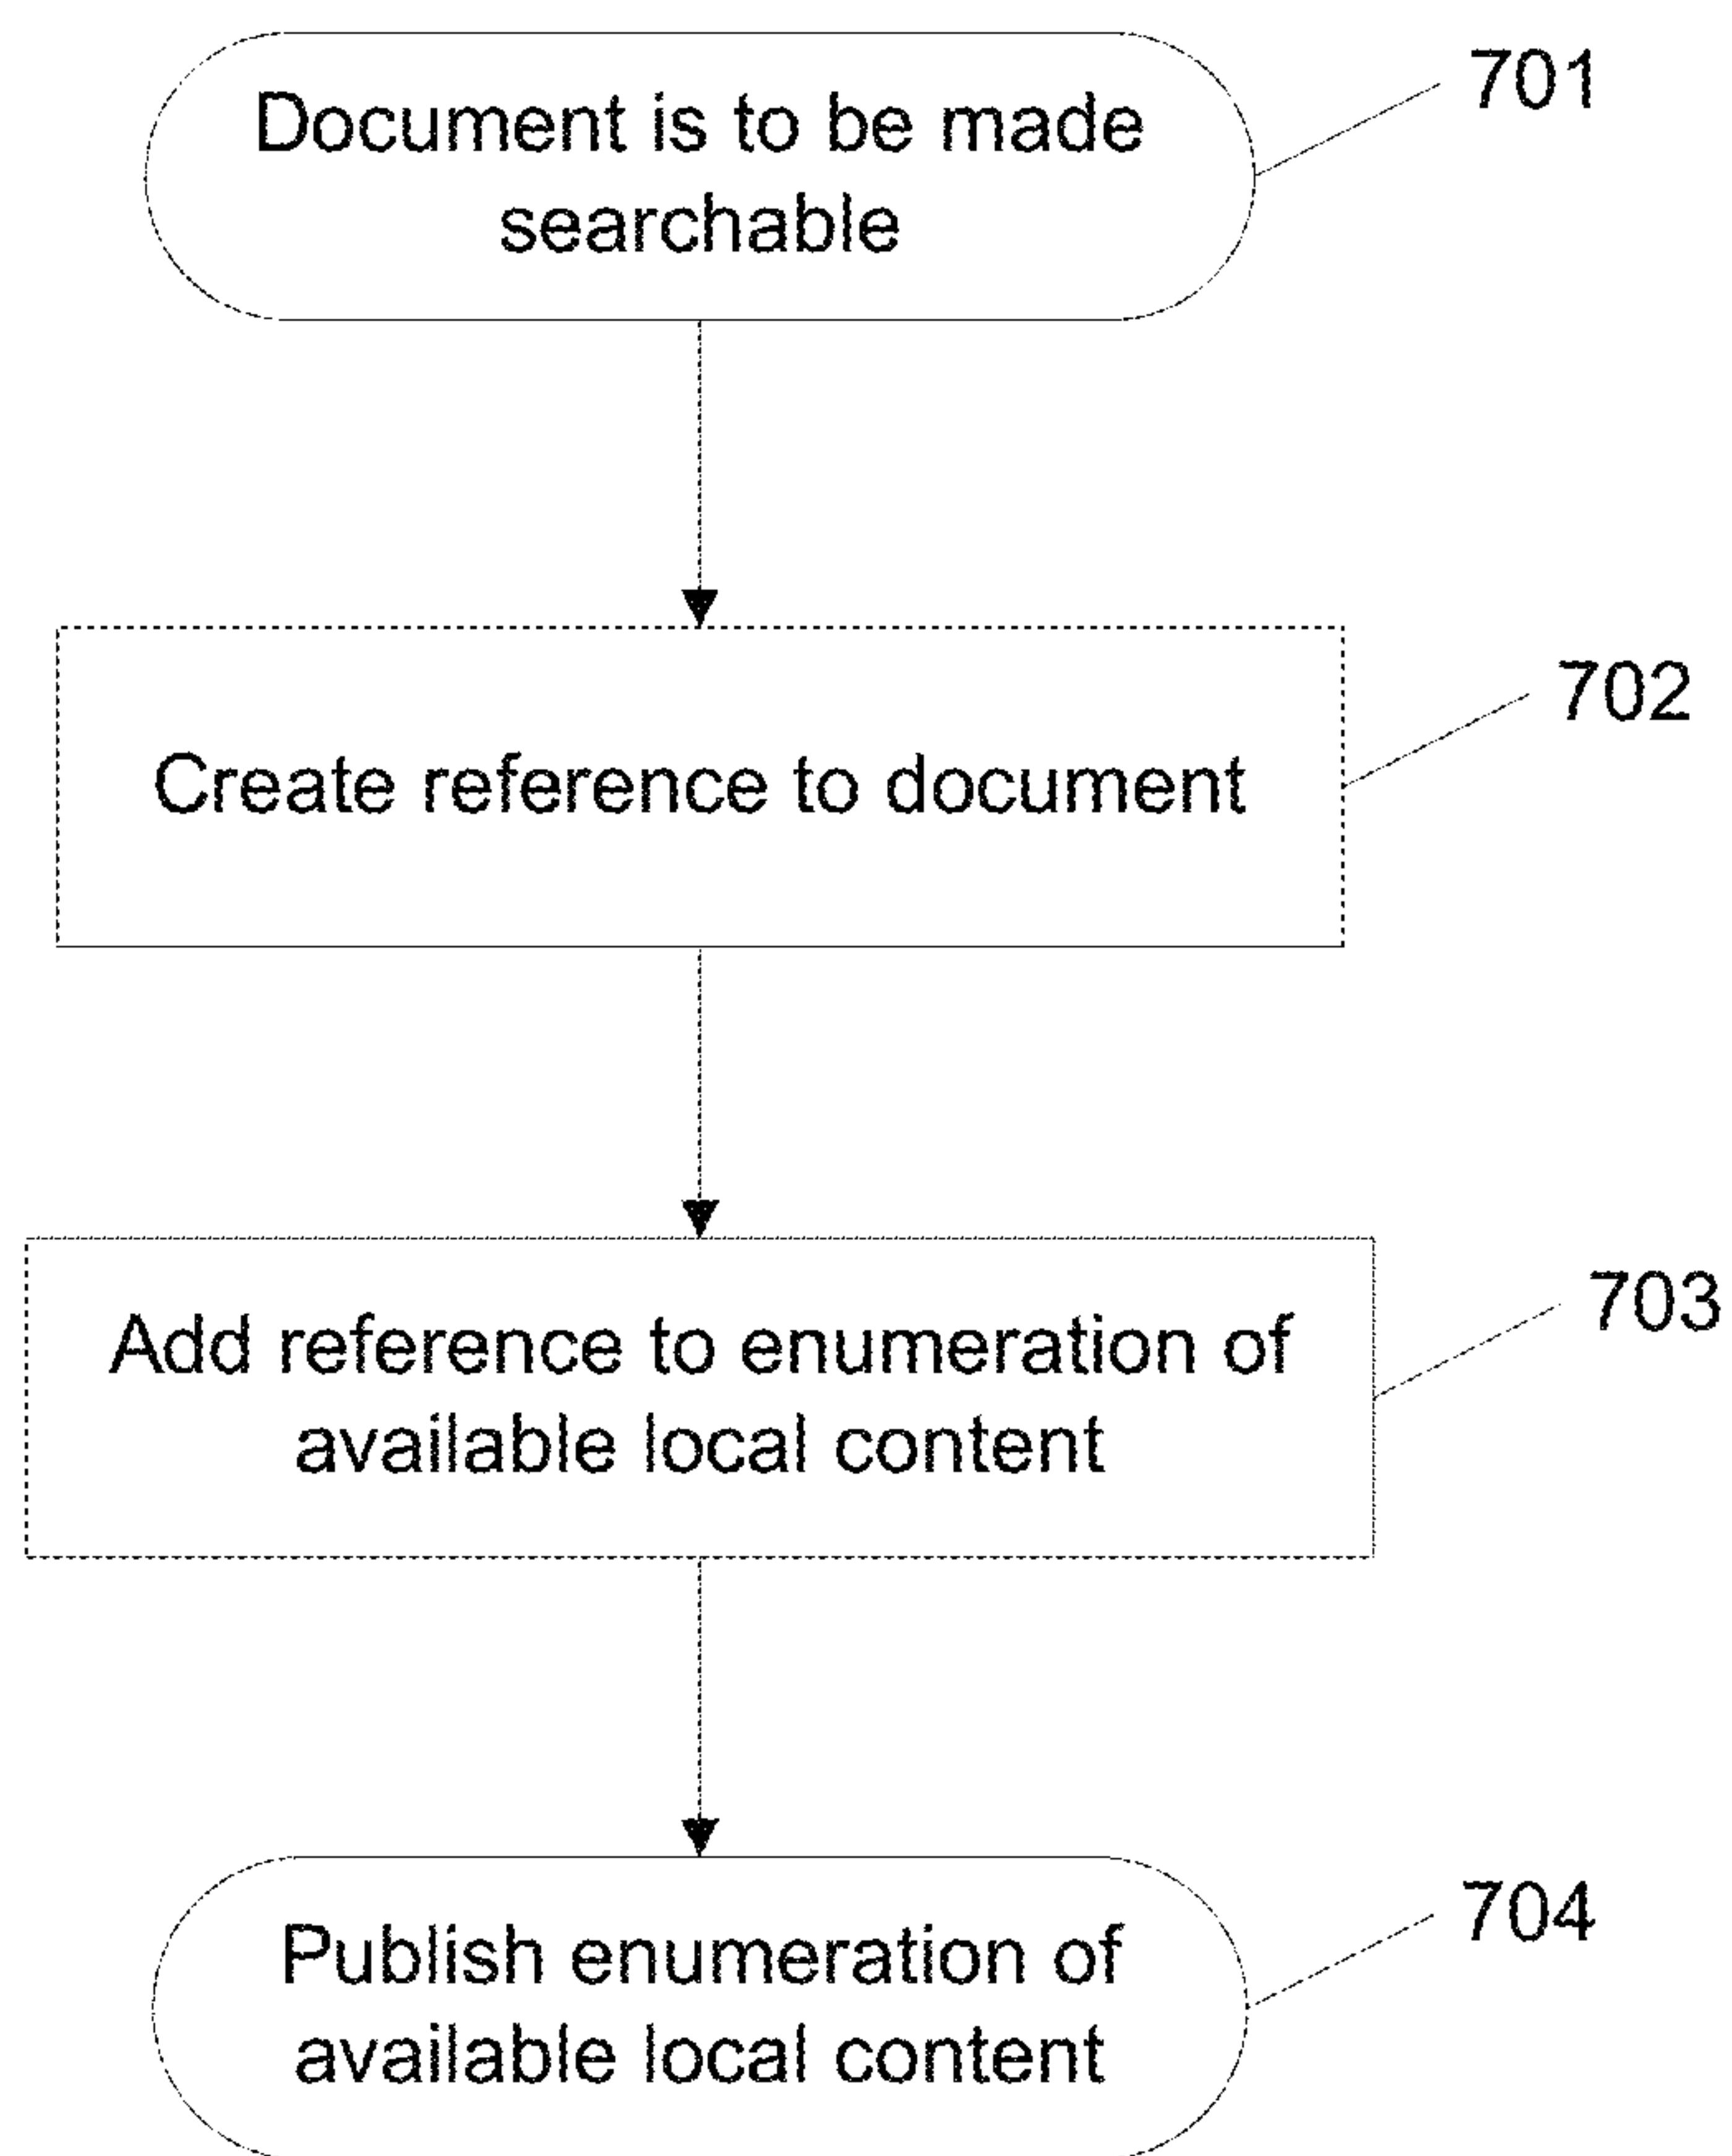 Document is to be made
searchable
701
Create reference to document
702
Add reference to enumeration of
available local content
703
Publish enumeration of
available local content
704